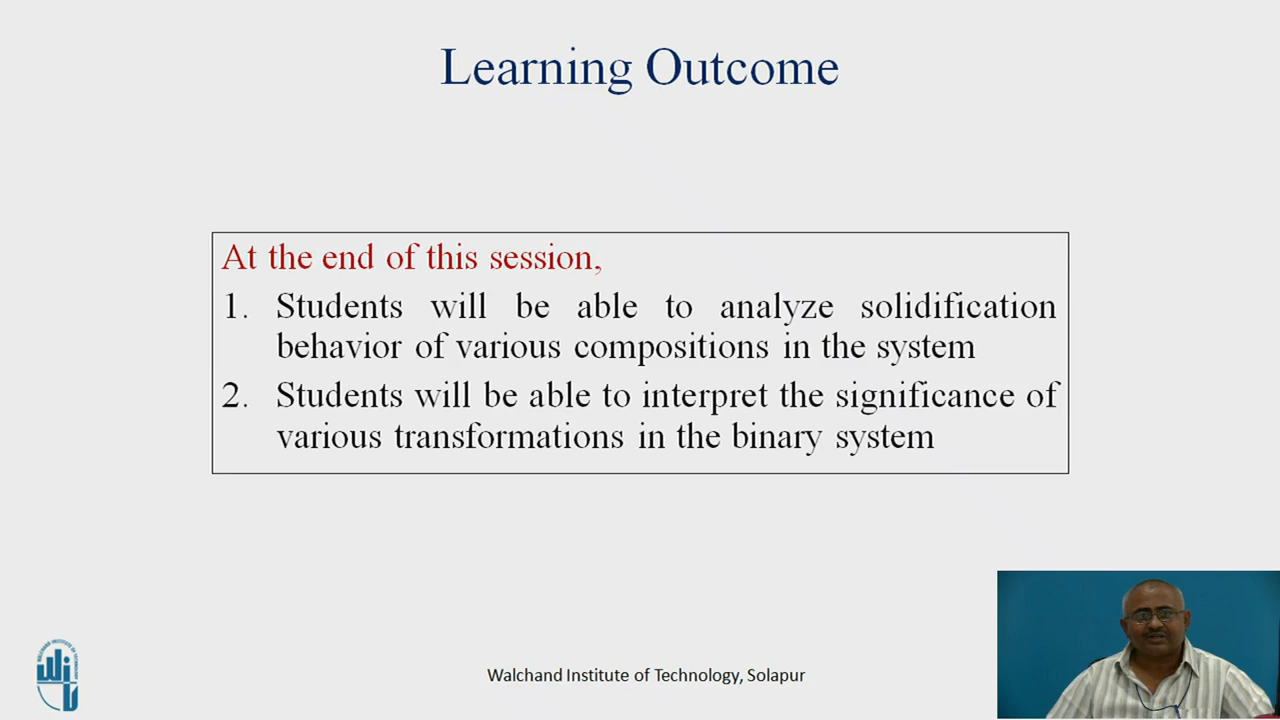 Learning Outcome
At the end of this session,
1. Students will be able to analyze solidification
behavior of various compositions in the system
2. Students will be able to interpret the significance of
various transformations in the binary system
Walchand Institute of Technology, Solapur